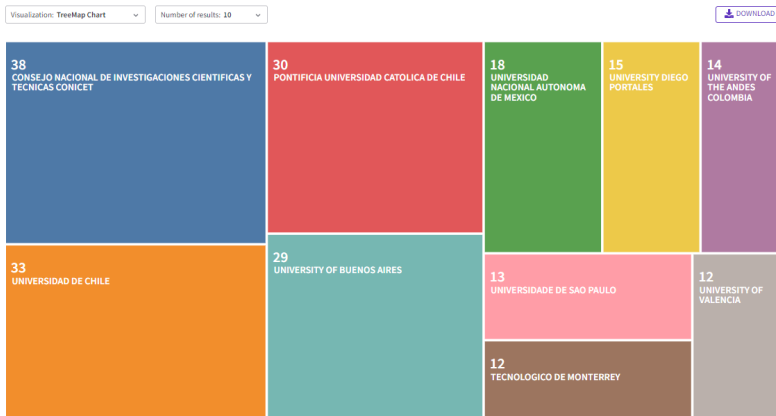 Visualization: TreeMap Chart
Number of results: 10
DOWNLOAD
38
CONSEJO NACIONAL DE INVESTIGACIONES CIENTIFICAS Y
TECNICAS CONICET
30
PONTIFICIA UNIVERSIDAD CATOLICA DE CHILE
18
UNIVERSIDAD
NACIONAL AUTONOMA
DE MEXICO
15
UNIVERSITY DIEGO
PORTALES
14
UNIVERSITY OF
THE ANDES
COLOMBIA
33
UNIVERSIDAD DE CHILE
29
UNIVERSITY OF BUENOS AIRES
13
UNIVERSIDADE DE SAO PAULO
12
UNIVERSITY OF
VALENCIA
12
TECNOLOGICO DE MONTERREY